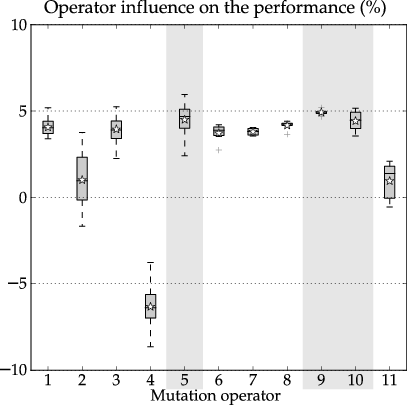 Operator influence on the performance (%)
10
5
0
−5
−10
1 2 3 4 5 6 7 8 9 10 11
Mutation operator